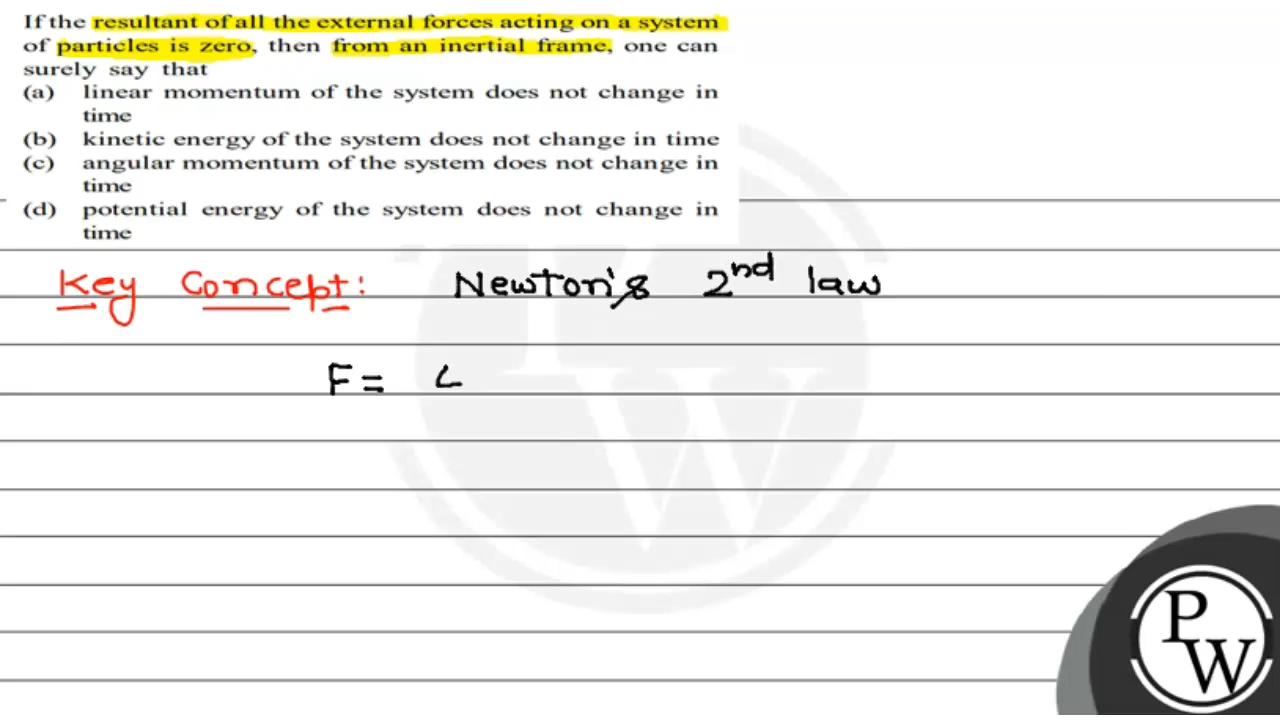 If the resultant of all the external forces acting on a system
of particles is zero, then from an inertial frame, one can
surely say that
(a) linear momentum of the system does not change in
time
(b) kinetic energy of the system does not change in time
(c) angular momentum of the system does not change in
time
(d) potential energy of the system does not change in
time
Key Concept: Newton's 2nd law
F=
PW
PW